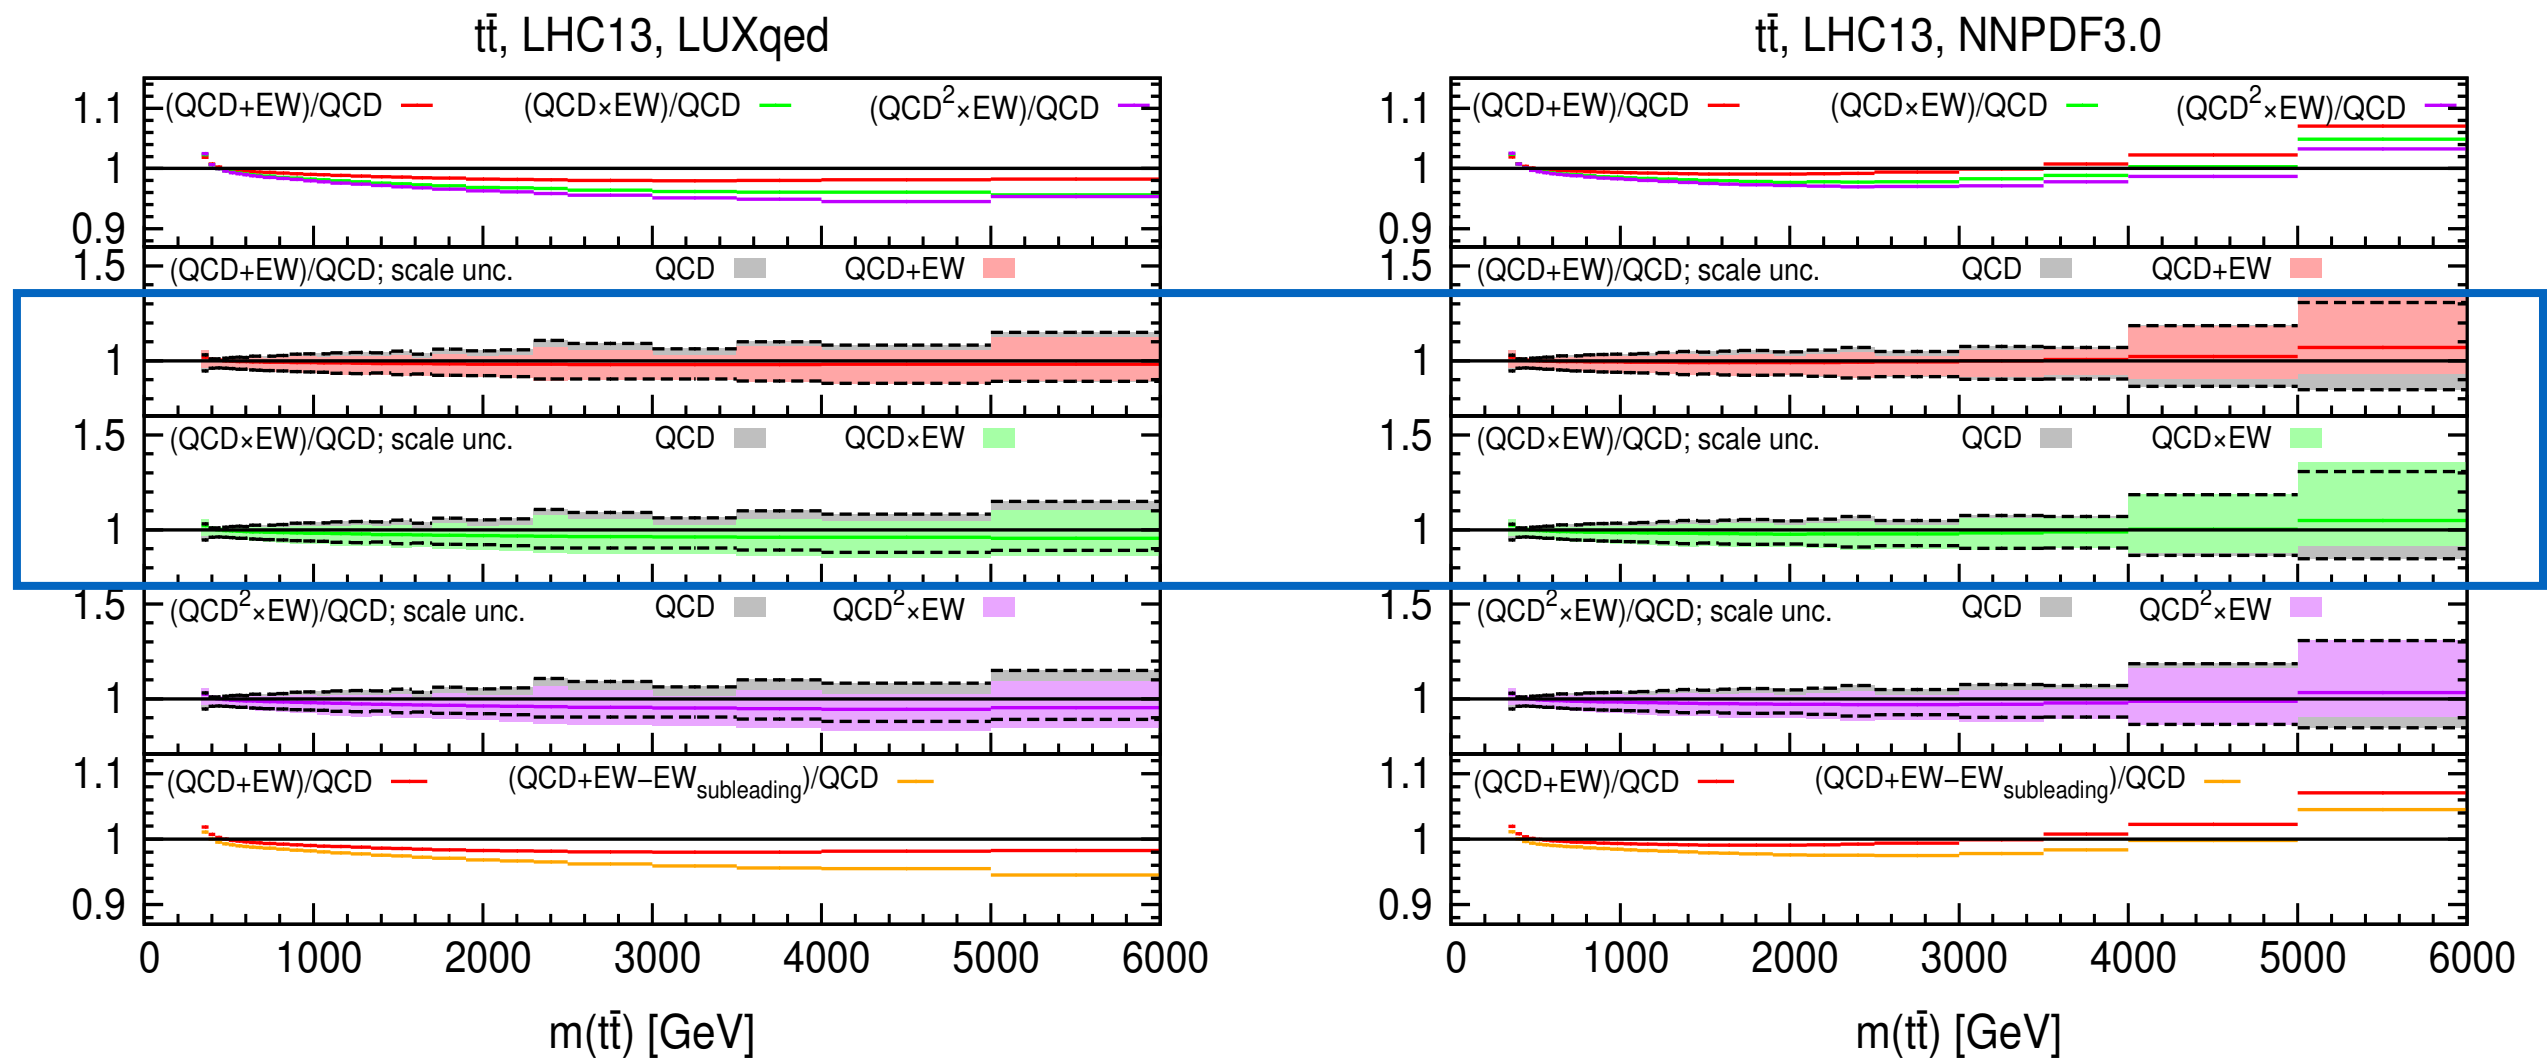 tt̄, LHC13, LUXqed
1.1
(QCD+EW)/QCD
(QCD×EW)/QCD
(QCD²×EW)/QCD
1
0.9
1.5
(QCD+EW)/QCD; scale unc.
QCD
QCD+EW
1
1.5
(QCD×EW)/QCD; scale unc.
QCD
QCD×EW
1
1.5
(QCD²×EW)/QCD; scale unc.
QCD
QCD²×EW
1
1.1
(QCD+EW)/QCD
(QCD+EW−EWsubleading)/QCD
1
0.9
0 1000 2000 3000 4000 5000 6000
m(tt̄) [GeV]
tt̄, LHC13, NNPDF3.0
1.1
(QCD+EW)/QCD
(QCD×EW)/QCD
(QCD²×EW)/QCD
1
0.9
1.5
(QCD+EW)/QCD; scale unc.
QCD
QCD+EW
1
1.5
(QCD×EW)/QCD; scale unc.
QCD
QCD×EW
1
1.5
(QCD²×EW)/QCD; scale unc.
QCD
QCD²×EW
1
1.1
(QCD+EW)/QCD
(QCD+EW−EWsubleading)/QCD
1
0.9
0 1000 2000 3000 4000 5000 6000
m(tt̄) [GeV]